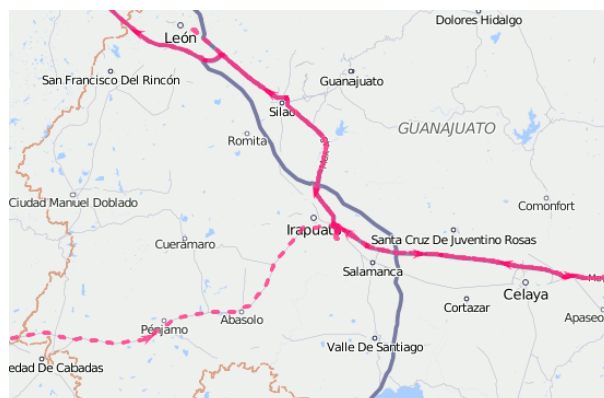 Dolores Hidalgo
León
San Francisco Del Rincón
Guanajuato
Silao
GUANAJUATO
Romita
Ciudad Manuel Doblado
Comonfort
Irapuato
Santa Cruz De Juventino Rosas
Cueramaro
Salamanca
Celaya
Cortazar
Abasolo
Apaseo
Pénjamo
Valle De Santiago
edad De Cabadas